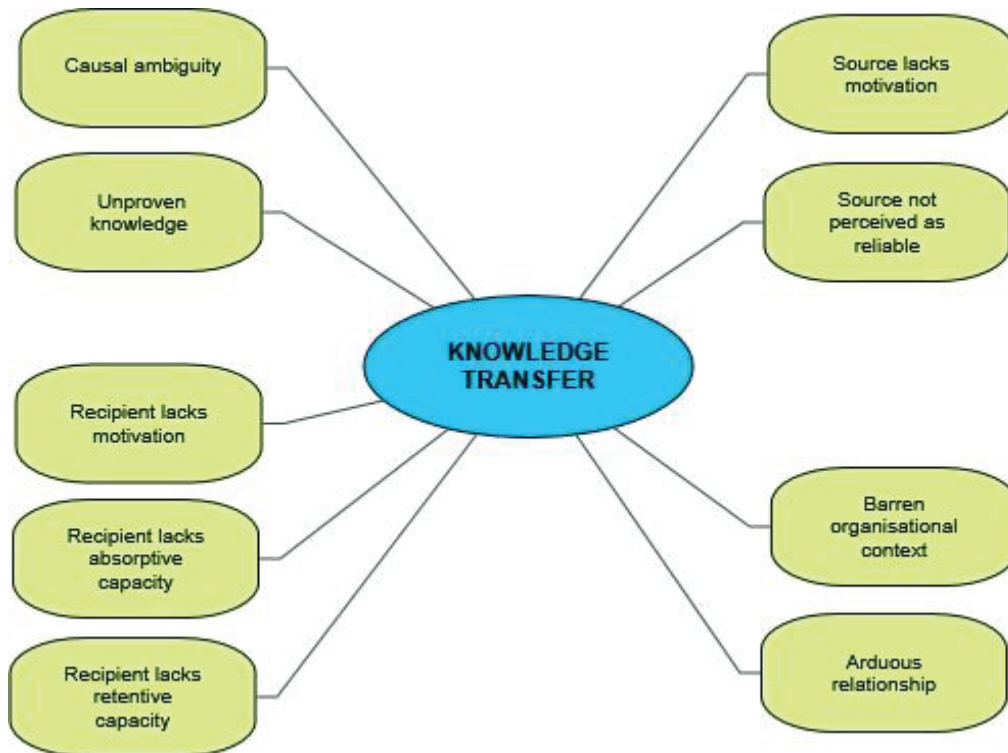 Causal ambiguity
Unproven
knowledge
Recipient lacks
motivation
Recipient lacks
absorptive
capacity
Recipient lacks
retentive
capacity
KNOWLEDGE
TRANSFER
Source lacks
motivation
Source not
perceived as
reliable
Barren
organisational
context
Arduous
relationship